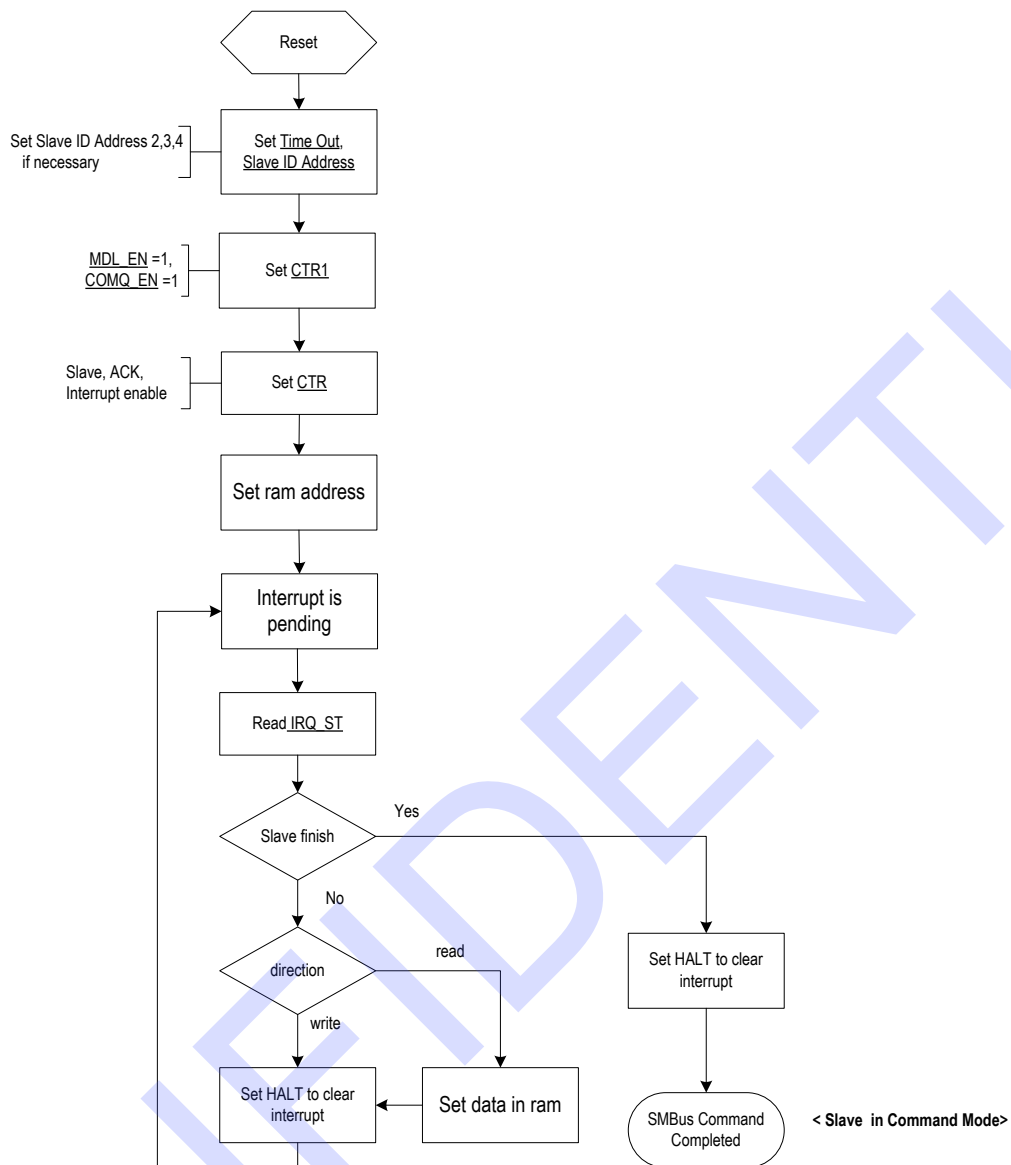 Reset
Set Slave ID Address 2,3,4
if necessary
Set Time Out,
Slave ID Address
MDL_EN =1,
COMQ_EN =1
Set CTR1
Slave, ACK,
Interrupt enable
Set CTR
Set ram address
Interrupt is
pending
Read IRQ_ST
Slave finish
Yes
No
direction
read
write
Set HALT to clear
interrupt
Set HALT to clear
interrupt
Set data in ram
SMBus Command
Completed
< Slave in Command Mode>
IFIDENTI